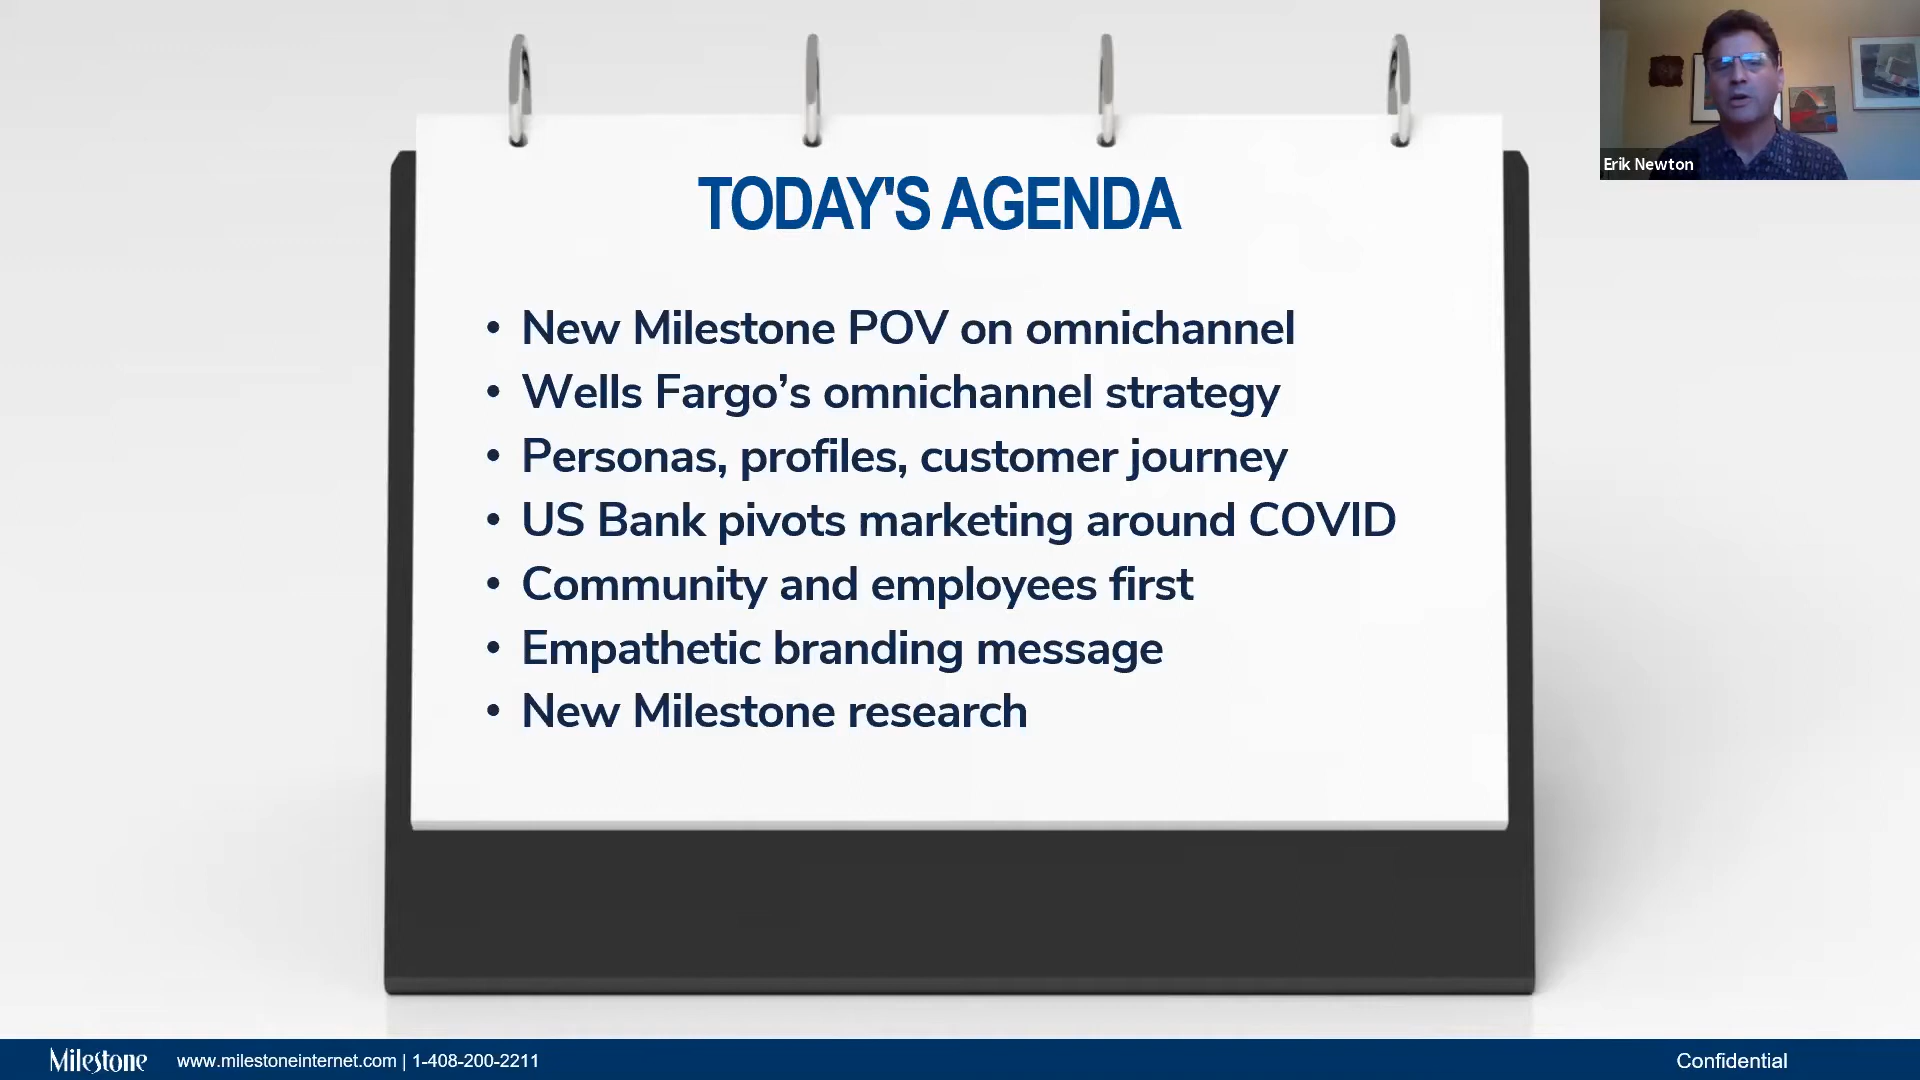 Erik Newton
TODAY'S AGENDA
• New Milestone POV on omnichannel
• Wells Fargo’s omnichannel strategy
• Personas, profiles, customer journey
• US Bank pivots marketing around COVID
• Community and employees first
• Empathetic branding message
• New Milestone research
Milestone www.milestoneinternet.com | 1-408-200-2211 Confidential